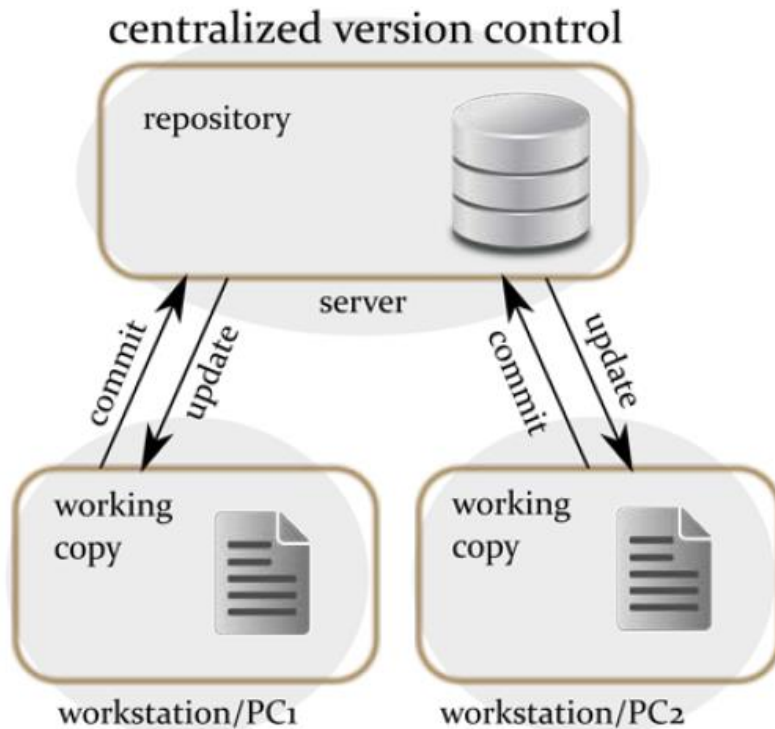 centralized version control
repository
server
commit
update
commit
update
working
copy
working
copy
workstation/PC1
workstation/PC2